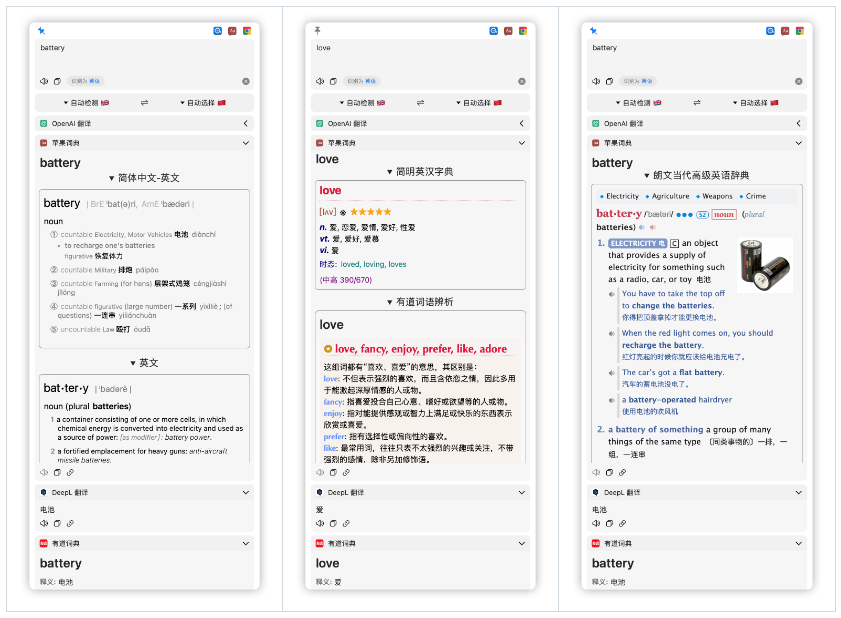 battery
识别为 英语
自动检测
自动选择
OpenAI 翻译
苹果词典
battery
▼ 简体中文-英文
battery | BrE 'bat(ə)ri, AmE 'bædəri |
noun
① countable Electricity, Motor Vehicles 电池 diànchí
• to recharge one's batteries
figurative 恢复体力
② countable Military 排炮 páipào
③ countable Farming (for hens) 层架式鸡笼 céngjiàshì
jīlóng
④ countable figurative (large number) 一系列 yīxìliè ; (of
questions) 一连串 yīliánchuàn
⑤ uncountable Law 殴打 ōudǎ
▼ 英文
bat·ter·y | 'badərē |
noun (plural batteries)
1 a container consisting of one or more cells, in which
chemical energy is converted into electricity and used as
a source of power: [as modifier] : battery power.
2 a fortified emplacement for heavy guns: anti-aircraft
missile batteries.
DeepL 翻译
电池
有道词典
battery
释义: 电池
love
识别为 英语
自动检测
自动选择
OpenAI 翻译
苹果词典
love
▼ 简明英汉字典
love
[lʌv] ※ ★★★★★
n. 爱, 恋爱, 爱情, 爱好, 性爱
vt. 爱, 爱好, 爱慕
vi. 爱
时态: loved, loving, loves
(中高 390/670)
▼ 有道词语辨析
love
love, fancy, enjoy, prefer, like, adore
这组词都有“喜欢、喜爱”的意思，其区别是：
love: 不但表示强烈的喜欢，而且含依恋之情，因此多用
于能激起深厚情感的人或物。
fancy: 指喜爱投合自己心意、嗜好或欲望等的人或物。
enjoy: 指对能提供感观或智力上满足或快乐的东西表示
欣赏或喜爱。
prefer: 指有选择性或偏向性的喜欢。
like: 最常用词，往往只表不太强烈的兴趣或关注，不带
强烈的感情，除非另加修饰语。
DeepL 翻译
爱
有道词典
love
释义: 爱
battery
识别为 英语
自动检测
自动选择
OpenAI 翻译
苹果词典
battery
▼ 朗文当代高级英语辞典
Electricity Agriculture Weapons Crime
bat·ter·y /ˈbætəri/ ●●● S2 noun (plural
batteries)
1. ELECTRICITY 电 C an object
that provides a supply of
electricity for something such
as a radio, car, or toy 电池
You have to take the top off
to change the batteries.
你得把顶盖拿掉才能更换电池。
When the red light comes on, you should
recharge the battery.
红灯亮起的时候你就应该给电池充电了。
The car's got a flat battery.
汽车的蓄电池没电了。
a battery-operated hairdryer
使用电池的吹风机
2. a battery of something a group of many
things of the same type 〔同类事物的〕一排，一
组，一连串
DeepL 翻译
电池
有道词典
battery
释义: 电池